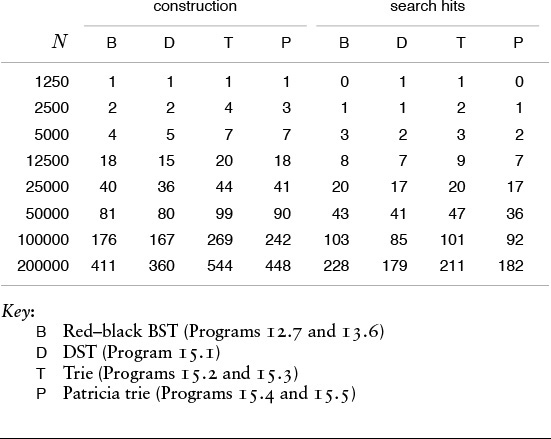 construction search hits
N B D T P B D T P
1250 1 1 1 1 0 1 1 0
2500 2 2 4 3 1 1 2 1
5000 4 5 7 7 3 2 3 2
12500 18 15 20 18 8 7 9 7
25000 40 36 44 41 20 17 20 17
50000 81 80 99 90 43 41 47 36
100000 176 167 269 242 103 85 101 92
200000 411 360 544 448 228 179 211 182
Key:
B Red–black BST (Programs 12.7 and 13.6)
D DST (Program 15.1)
T Trie (Programs 15.2 and 15.3)
P Patricia trie (Programs 15.4 and 15.5)